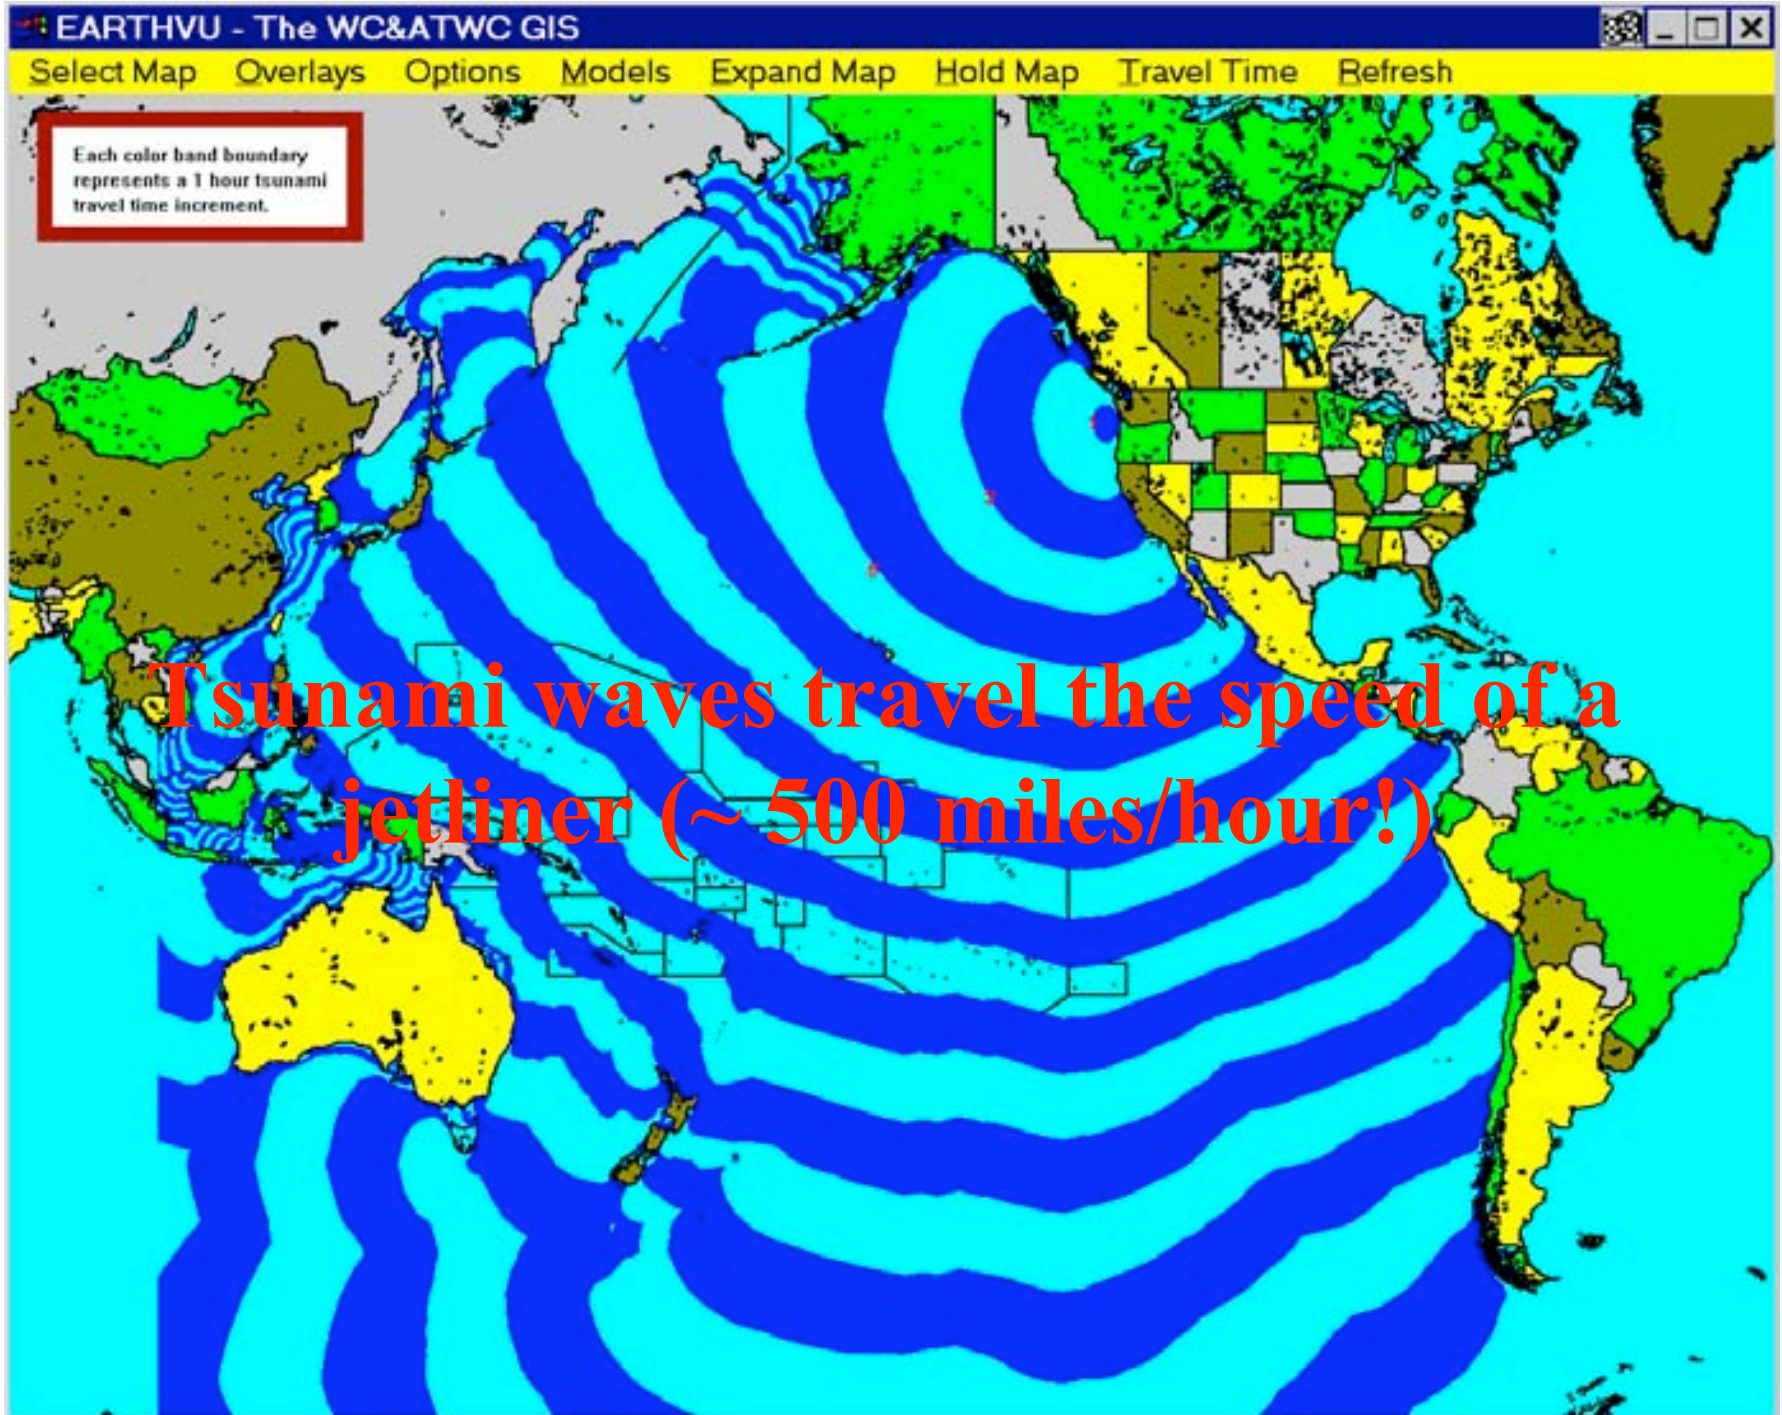 EARTHVU - The WC&ATWC GIS
Select Map Overlays Options Models Expand Map Hold Map Travel Time Refresh
Each color band boundary
represents a 1 hour tsunami
travel time increment.
Tsunami waves travel the speed of a
jetliner (~ 500 miles/hour!)